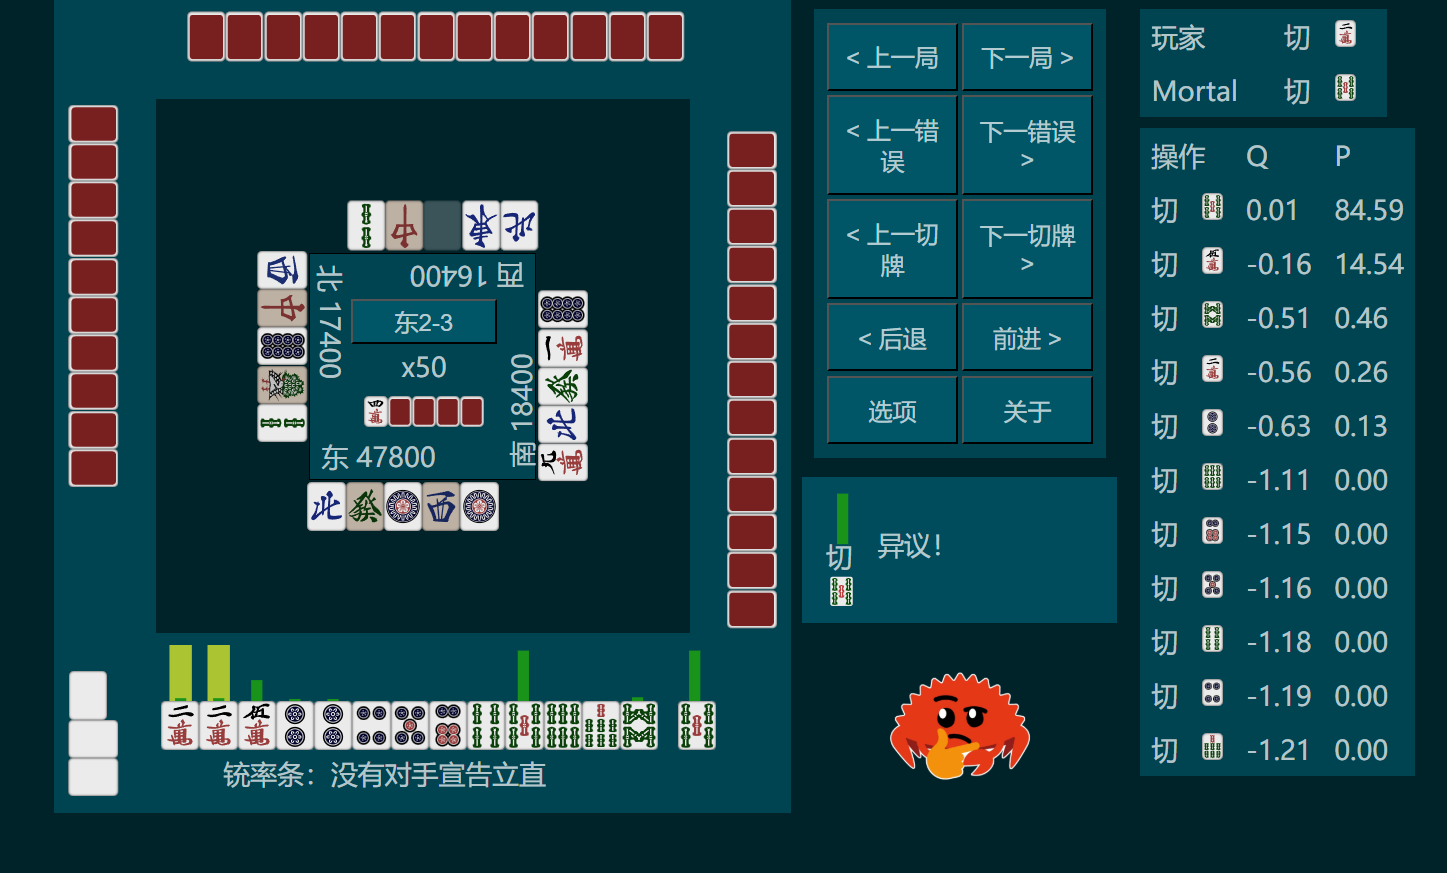 < 上一局
下一局 >
< 上一错误
下一错误 >
< 上一切牌
下一切牌 >
< 后退
前进 >
选项
关于
玩家 切
Mortal 切
操作 Q P
切 0.01 84.59
切 -0.16 14.54
切 -0.51 0.46
切 -0.56 0.26
切 -0.63 0.13
切 -1.11 0.00
切 -1.15 0.00
切 -1.16 0.00
切 -1.18 0.00
切 -1.19 0.00
切 -1.21 0.00
西 16400
北 17400
东2-3
x50
南 18400
东 47800
异议!
切
铳率条：没有对手宣告立直